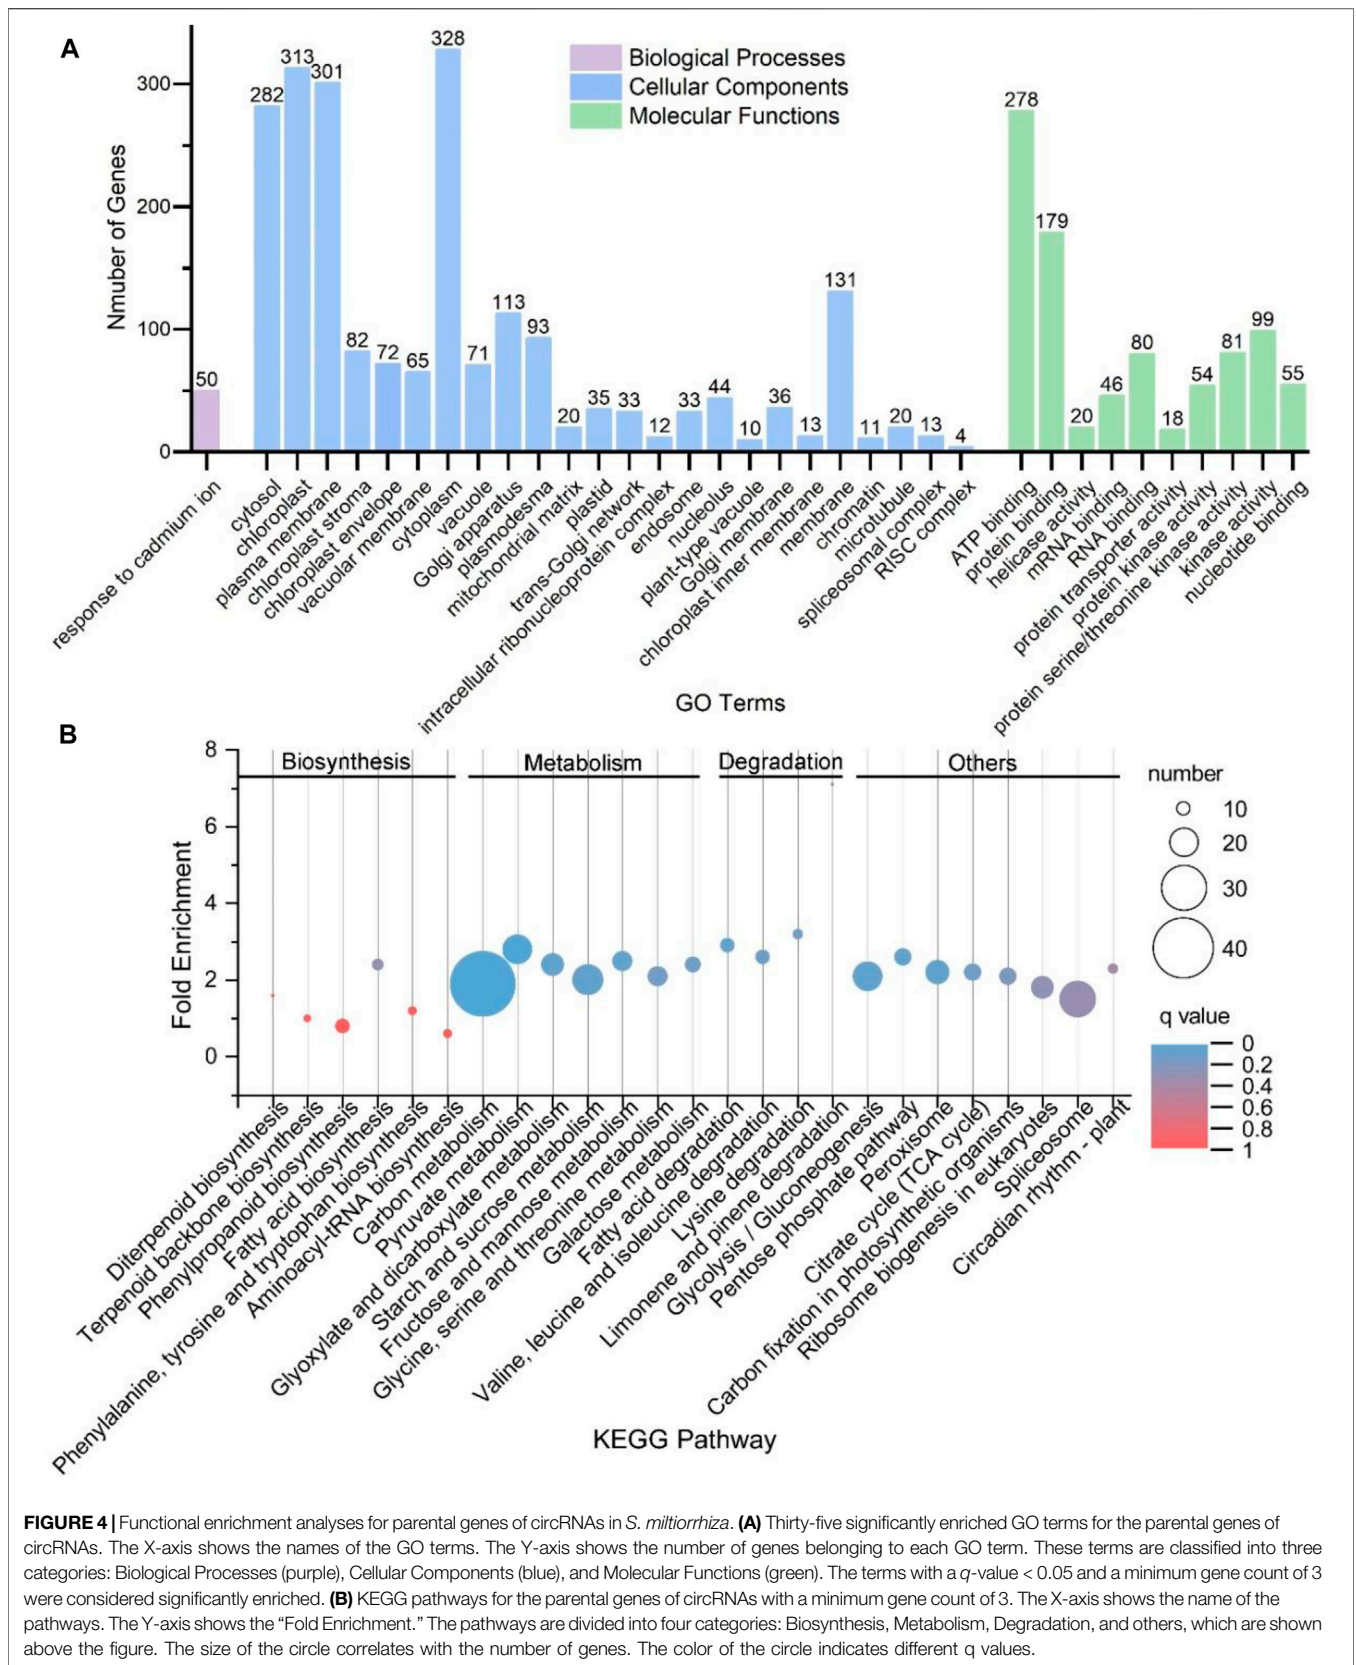 A
Nmuber of Genes
300
200
100
0
Biological Processes
Cellular Components
Molecular Functions
50
282
313
301
82
72
65
328
71
113
93
20
35
33
12
33
44
10
36
13
131
11
20
13
4
278
179
20
46
80
18
54
81
99
55
response to cadmium ion
cytosol
chloroplast
plasma membrane
chloroplast stroma
chloroplast envelope
vacuolar membrane
cytoplasm
vacuole
Golgi apparatus
plasmodesma
mitochondrial matrix
plastid
trans-Golgi network
intracellular ribonucleoprotein complex
endosome
nucleolus
plant-type vacuole
Golgi membrane
chloroplast inner membrane
membrane
chromatin
microtubule
spliceosomal complex
RISC complex
ATP binding
protein binding
helicase activity
mRNA binding
RNA binding
protein transporter activity
protein kinase activity
protein serine/threonine kinase activity
kinase activity
nucleotide binding
GO Terms
B
Fold Enrichment
8
6
4
2
0
Biosynthesis
Metabolism
Degradation
Others
number
10
20
30
40
q value
0
0.2
0.4
0.6
0.8
1
Diterpenoid biosynthesis
Terpenoid backbone biosynthesis
Phenylpropanoid biosynthesis
Fatty acid biosynthesis
Phenylalanine, tyrosine and tryptophan biosynthesis
Aminoacyl-tRNA biosynthesis
Carbon metabolism
Pyruvate metabolism
Glyoxylate and dicarboxylate metabolism
Starch and sucrose metabolism
Fructose and mannose metabolism
Glycine, serine and threonine metabolism
Galactose metabolism
Fatty acid degradation
Valine, leucine and isoleucine degradation
Lysine degradation
Limonene and pinene degradation
Glycolysis / Gluconeogenesis
Pentose phosphate pathway
Peroxisome
Citrate cycle (TCA cycle)
Carbon fixation in photosynthetic organisms
Ribosome biogenesis in eukaryotes
Spliceosome
Circadian rhythm - plant
KEGG Pathway
FIGURE 4 | Functional enrichment analyses for parental genes of circRNAs in S. miltiorrhiza. (A) Thirty-five significantly enriched GO terms for the parental genes of
circRNAs. The X-axis shows the names of the GO terms. The Y-axis shows the number of genes belonging to each GO term. These terms are classified into three
categories: Biological Processes (purple), Cellular Components (blue), and Molecular Functions (green). The terms with a q-value < 0.05 and a minimum gene count of 3
were considered significantly enriched. (B) KEGG pathways for the parental genes of circRNAs with a minimum gene count of 3. The X-axis shows the name of the
pathways. The Y-axis shows the “Fold Enrichment.” The pathways are divided into four categories: Biosynthesis, Metabolism, Degradation, and others, which are shown
above the figure. The size of the circle correlates with the number of genes. The color of the circle indicates different q values.